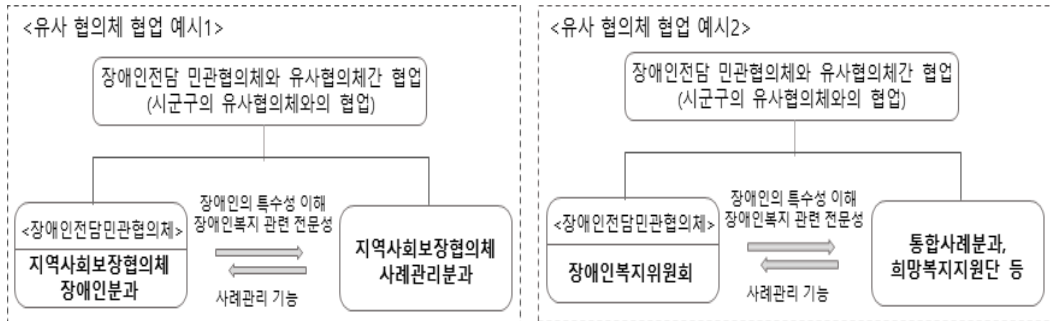 <유사 협의체 협업 예시1>
장애인전담 민관협의체와 유사협의체간 협업
(시군구의 유사협의체와의 협업)
장애인의 특수성 이해
장애인복지 관련 전문성
<장애인전담민관협의체>
지역사회보장협의체
장애인분과
지역사회보장협의체
사례관리분과
사례관리 기능
<유사 협의체 협업 예시2>
장애인전담 민관협의체와 유사협의체간 협업
(시군구의 유사협의체와의 협업)
장애인의 특수성 이해
장애인복지 관련 전문성
<장애인전담민관협의체>
장애인복지위원회
통합사례분과,
희망복지지원단 등
사례관리 기능